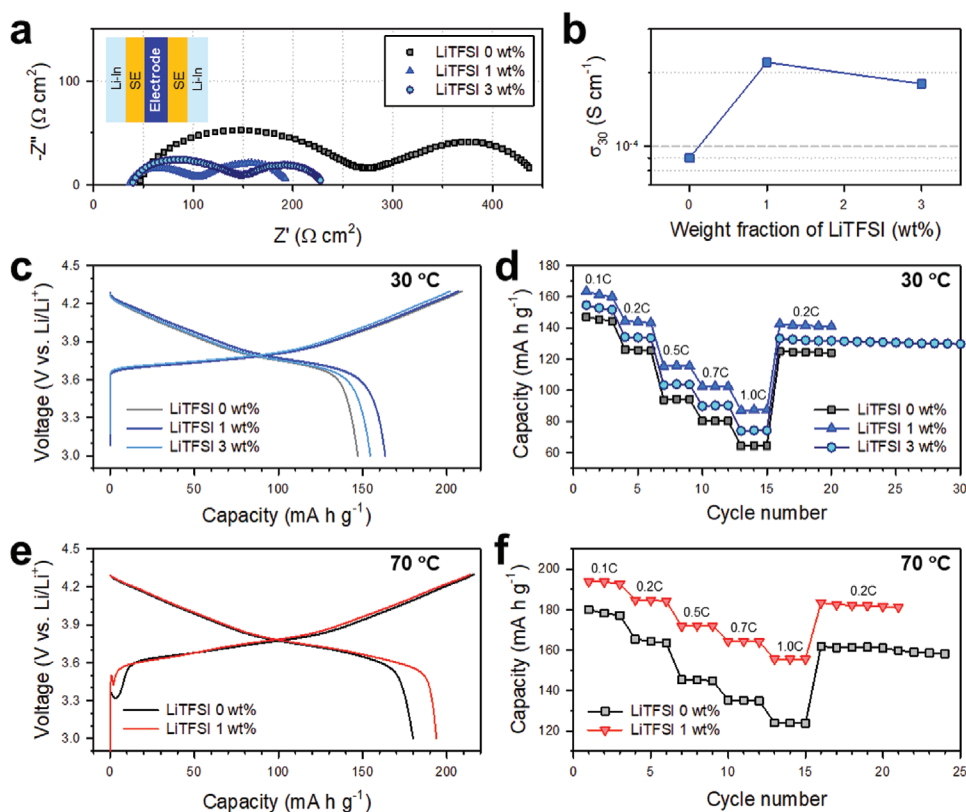 a
-Z'' (Ω cm²)
150
100
50
0
Li-In
SE
Electrode
SE
Li-In
LiTFSI 0 wt%
LiTFSI 1 wt%
LiTFSI 3 wt%
0 100 200 300 400
Z' (Ω cm²)
b
σ₃₀ (S cm⁻¹)
10⁻⁴
0 1 2 3
Weight fraction of LiTFSI (wt%)
c
30 °C
Voltage (V vs. Li/Li⁺)
4.5
4.2
3.9
3.6
3.3
3.0
LiTFSI 0 wt%
LiTFSI 1 wt%
LiTFSI 3 wt%
0 50 100 150 200
Capacity (mA h g⁻¹)
d
30 °C
Capacity (mA h g⁻¹)
180
160
140
120
100
80
60
0.1C
0.2C
0.5C
0.7C
1.0C
0.2C
LiTFSI 0 wt%
LiTFSI 1 wt%
LiTFSI 3 wt%
0 5 10 15 20 25 30
Cycle number
e
70 °C
Voltage (V vs. Li/Li⁺)
4.5
4.2
3.9
3.6
3.3
3.0
LiTFSI 0 wt%
LiTFSI 1 wt%
0 50 100 150 200
Capacity (mA h g⁻¹)
f
70 °C
Capacity (mA h g⁻¹)
200
180
160
140
120
0.1C
0.2C
0.5C
0.7C
1.0C
0.2C
LiTFSI 0 wt%
LiTFSI 1 wt%
0 5 10 15 20 25
Cycle number